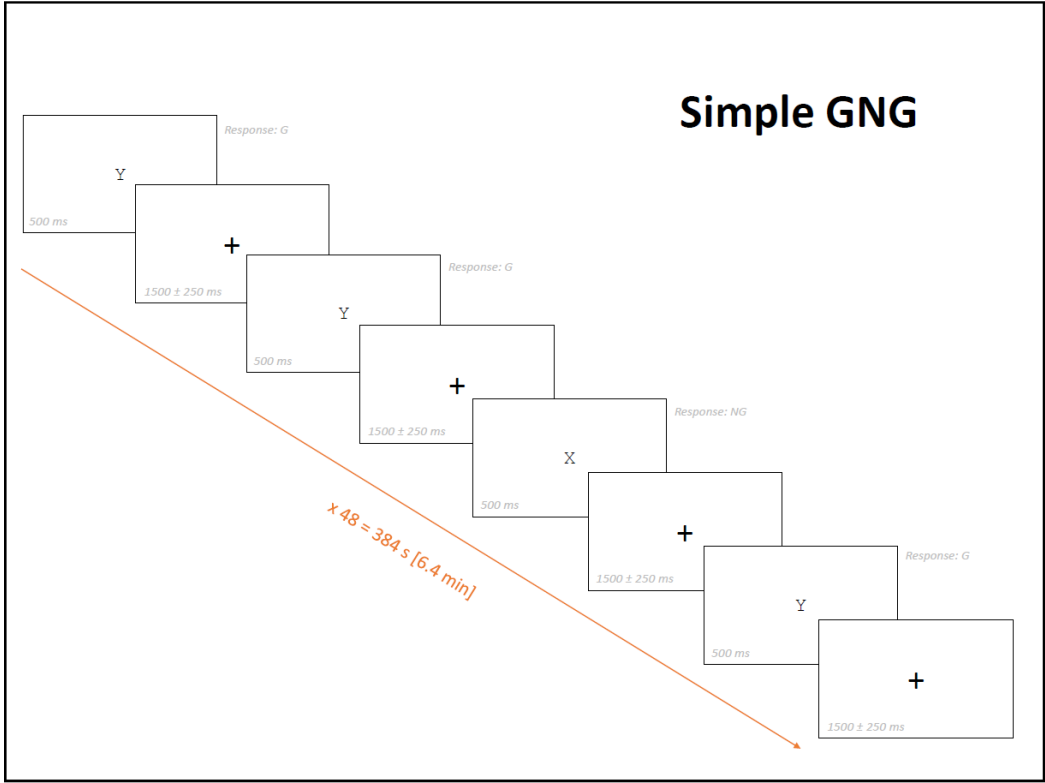 Simple GNG
Response: G
Y
500 ms
+
1500 ± 250 ms
Response: G
Y
500 ms
+
1500 ± 250 ms
Response: NG
X
500 ms
+
1500 ± 250 ms
Response: G
Y
500 ms
+
1500 ± 250 ms
x 48 = 384 s [6.4 min]